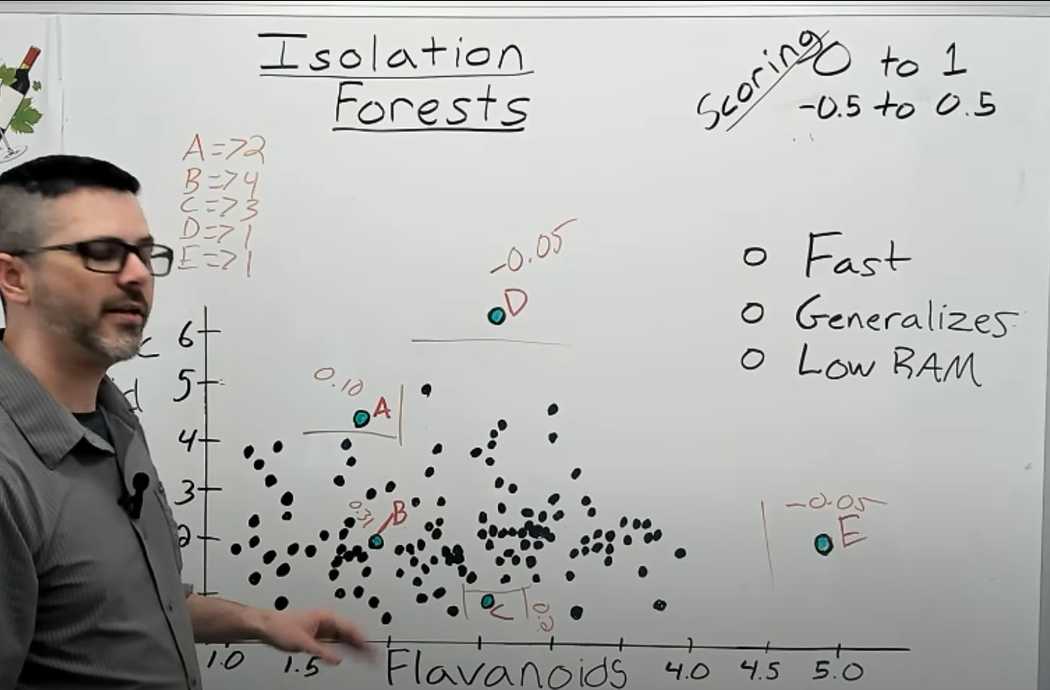 Isolation
Forests
Scoring
0 to 1
-0.5 to 0.5
A=>2
B=>4
C=>3
D=>1
E=>1
-0.05
D
Fast
Generalizes
Low RAM
6
5
4
3
2
0.10
A
0.31
B
C
-0.05
E
1.0 1.5 Flavanoids 4.0 4.5 5.0